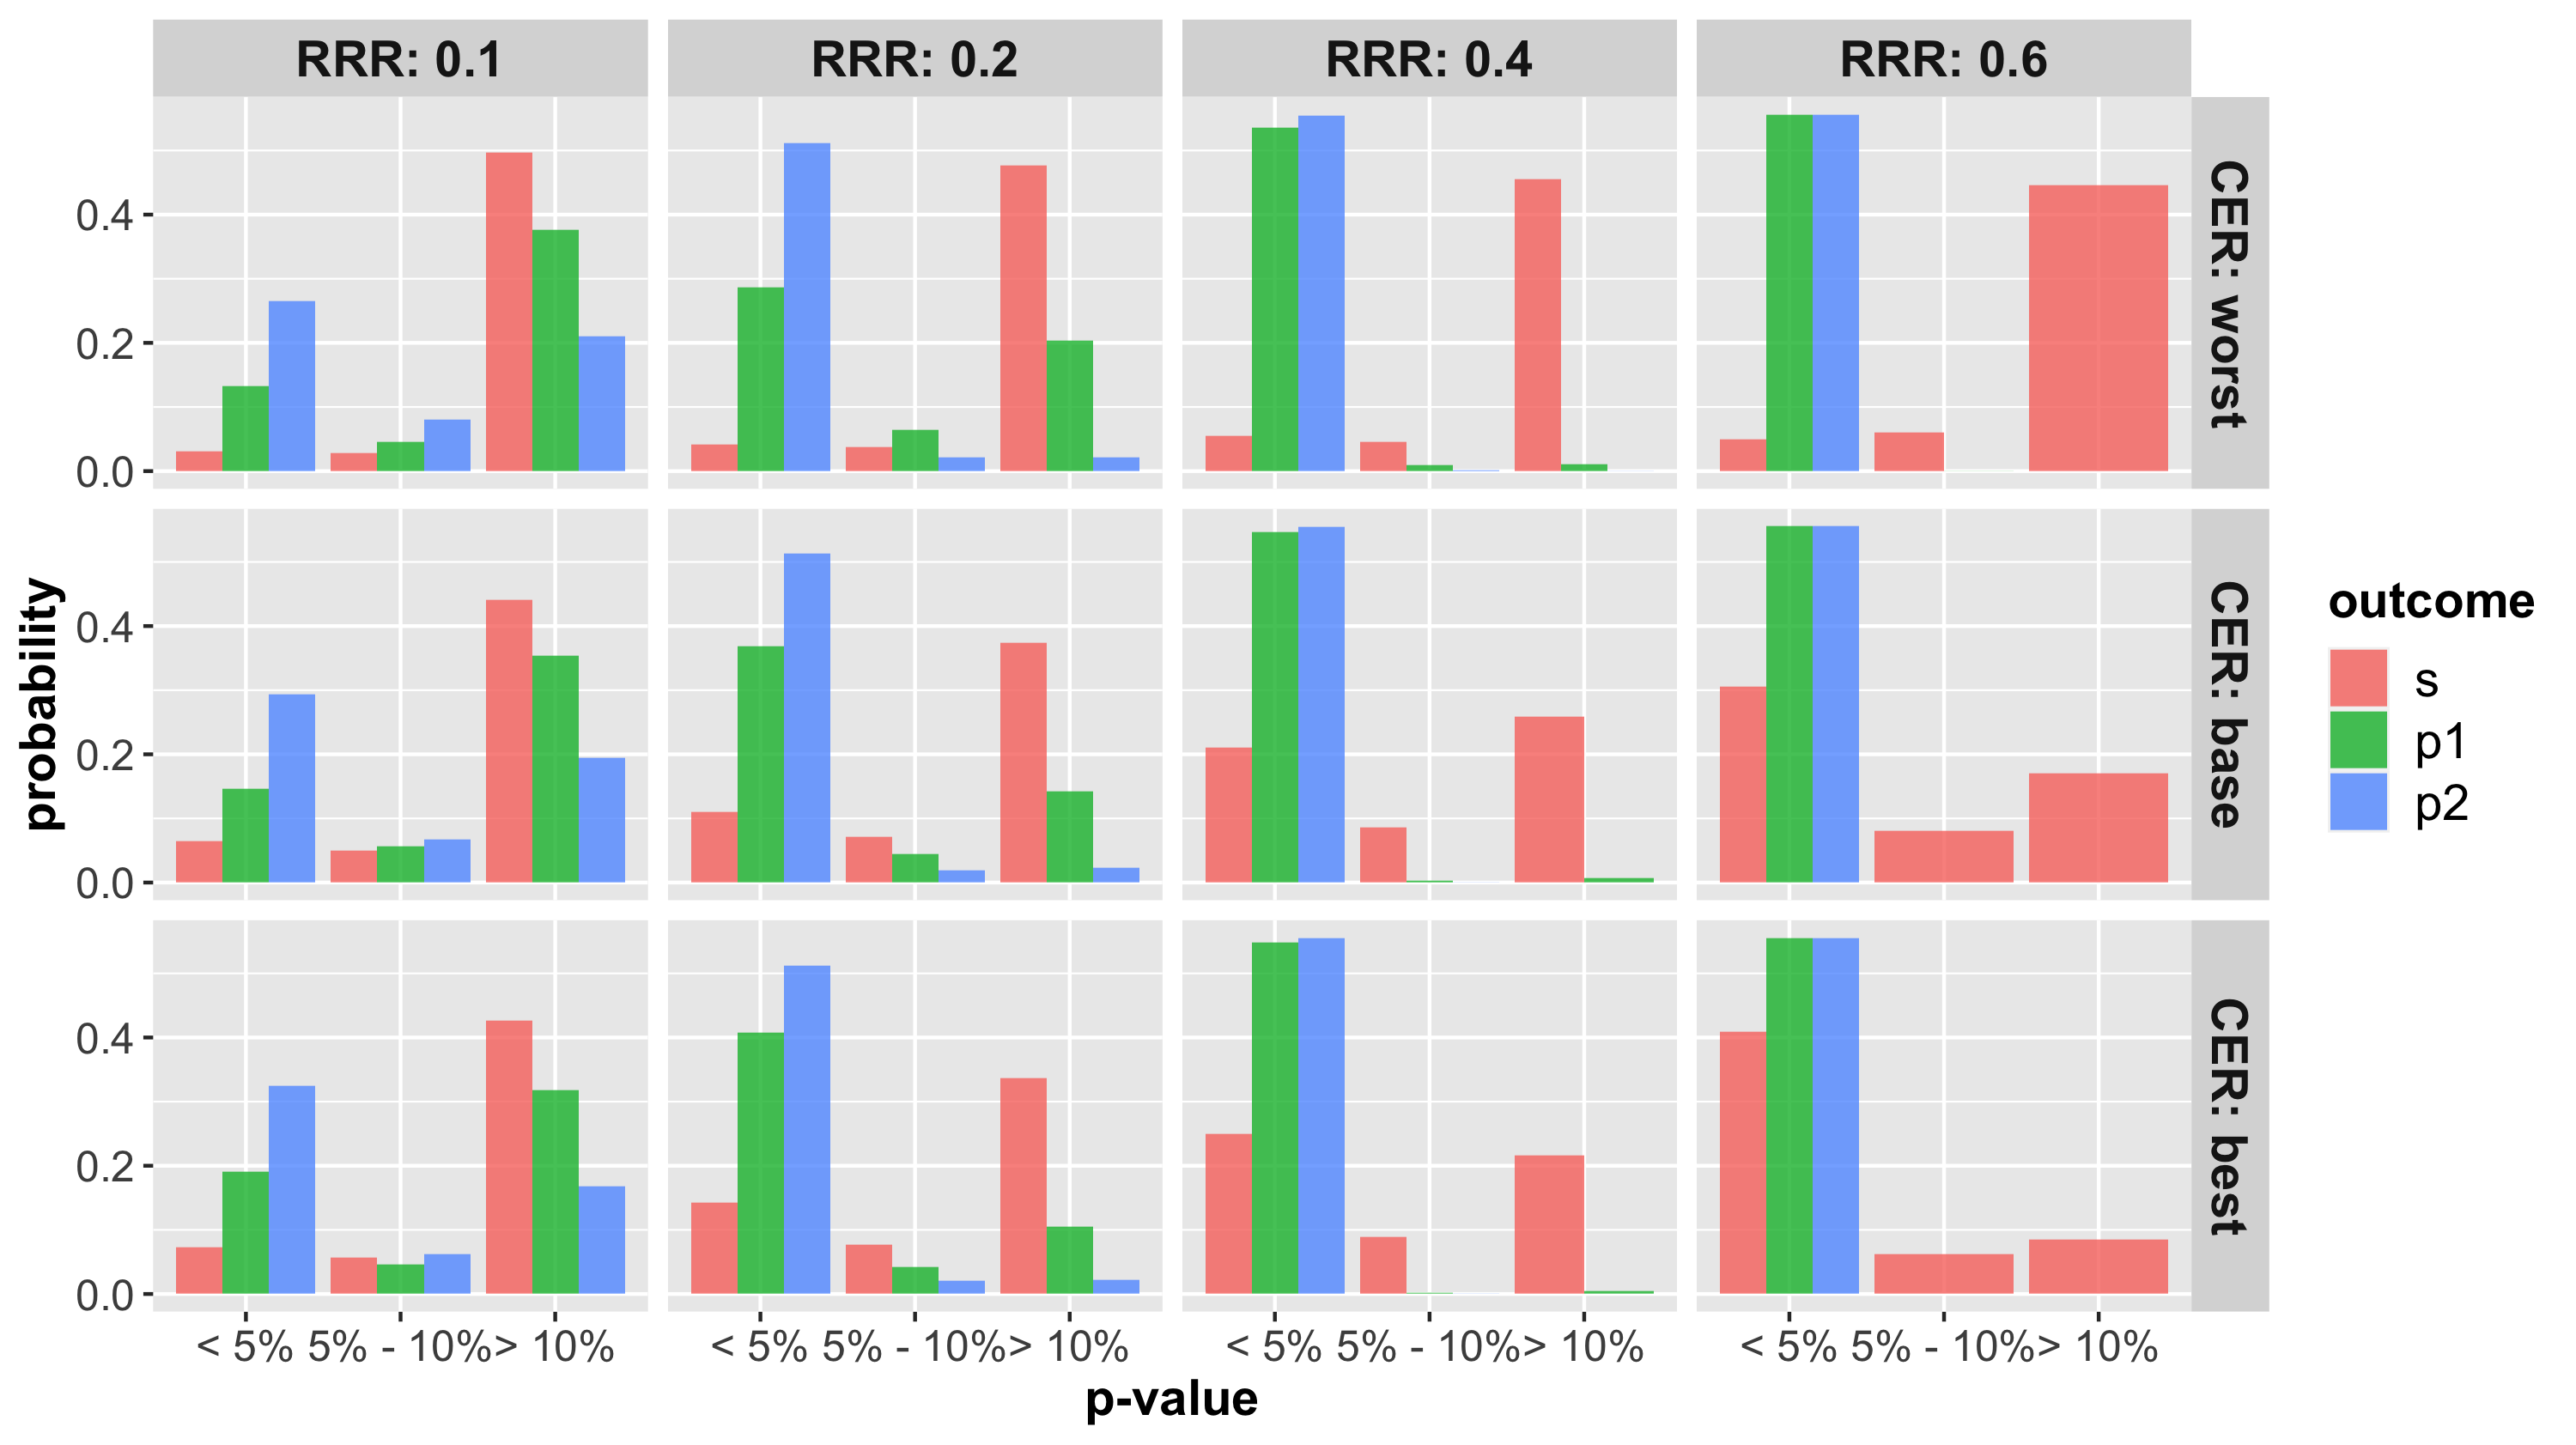 RRR: 0.1 RRR: 0.2 RRR: 0.4 RRR: 0.6
0.4
0.2
0.0
CER: worst
0.4
0.2
0.0
CER: base
0.4
0.2
0.0
CER: best
probability
< 5% 5% - 10% > 10% < 5% 5% - 10% > 10% < 5% 5% - 10% > 10% < 5% 5% - 10% > 10%
p-value
outcome
s
p1
p2